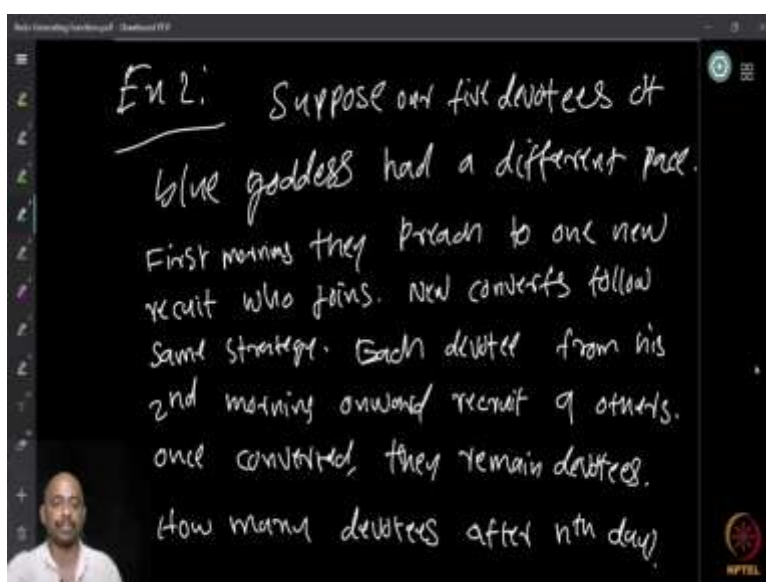 Ex 2: Suppose our five devotees of
blue goddess had a different pace.
First morning they preach to one new
recruit who joins. New converts follow
same strategy. Each devotee from his
2nd morning onward recruit 9 others.
once converted, they remain devotees.
How many devotees after nth day?
NPTEL